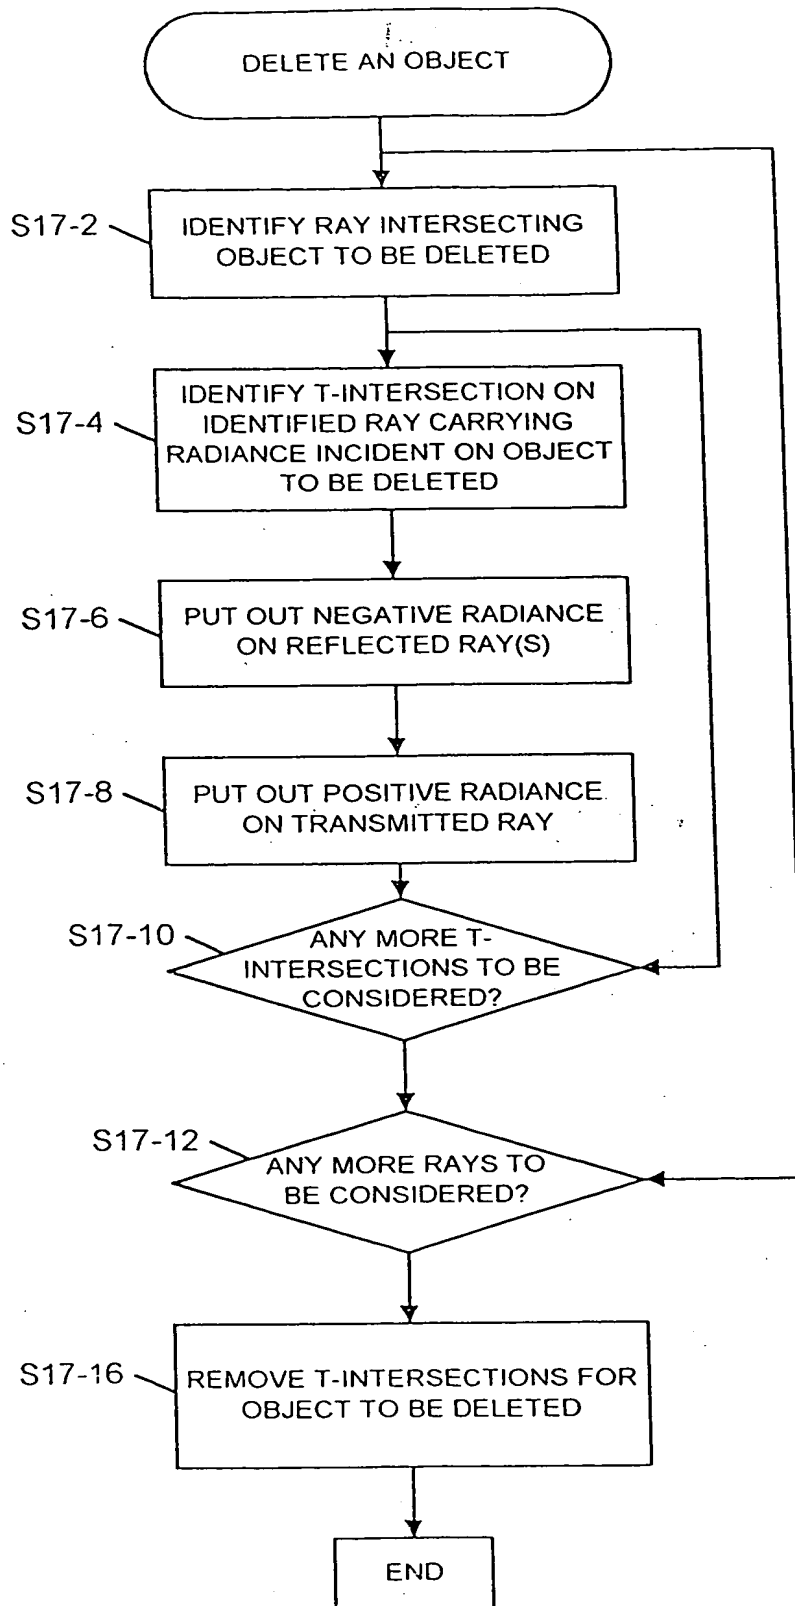 DELETE AN OBJECT
S17-2
IDENTIFY RAY INTERSECTING
OBJECT TO BE DELETED
S17-4
IDENTIFY T-INTERSECTION ON
IDENTIFIED RAY CARRYING
RADIANCE INCIDENT ON OBJECT
TO BE DELETED
S17-6
PUT OUT NEGATIVE RADIANCE
ON REFLECTED RAY(S)
S17-8
PUT OUT POSITIVE RADIANCE
ON TRANSMITTED RAY
S17-10
ANY MORE T-
INTERSECTIONS TO BE
CONSIDERED?
S17-12
ANY MORE RAYS TO
BE CONSIDERED?
S17-16
REMOVE T-INTERSECTIONS FOR
OBJECT TO BE DELETED
END